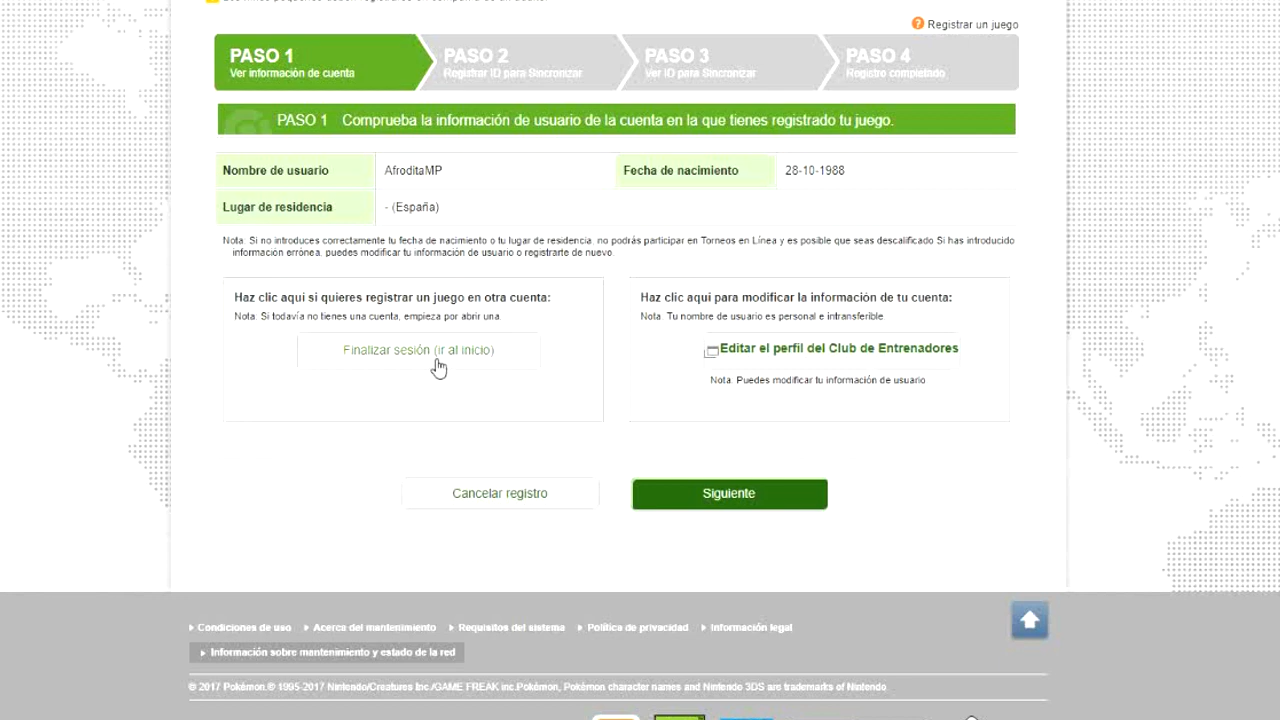 Registrar un juego
PASO 1
Ver información de cuenta
PASO 2
Registrar ID para Sincronizar
PASO 3
Ver ID para Sincronizar
PASO 4
Registro completado
PASO 1 Comprueba la información de usuario de la cuenta en la que tienes registrado tu juego.
Nombre de usuario AfroditaMP Fecha de nacimiento 28-10-1988
Lugar de residencia - (España)
Nota. Si no introduces correctamente tu fecha de nacimiento o tu lugar de residencia, no podrás participar en Torneos en Línea y es posible que seas descalificado Si has introducido
información errónea, puedes modificar tu información de usuario o registrarte de nuevo.
Haz clic aquí si quieres registrar un juego en otra cuenta:
Nota. Si todavía no tienes una cuenta, empieza por abrir una.
Finalizar sesión (ir al inicio)
Haz clic aquí para modificar la información de tu cuenta:
Nota. Tu nombre de usuario es personal e intransferible
Editar el perfil del Club de Entrenadores
Nota. Puedes modificar tu información de usuario
Cancelar registro
Siguiente
Condiciones de uso Acerca del mantenimiento Requisitos del sistema Política de privacidad Información legal
Información sobre mantenimiento y estado de la red
© 2017 Pokémon.© 1995-2017 Nintendo/Creatures Inc./GAME FREAK inc.Pokémon, Pokémon character names and Nintendo 3DS are trademarks of Nintendo.